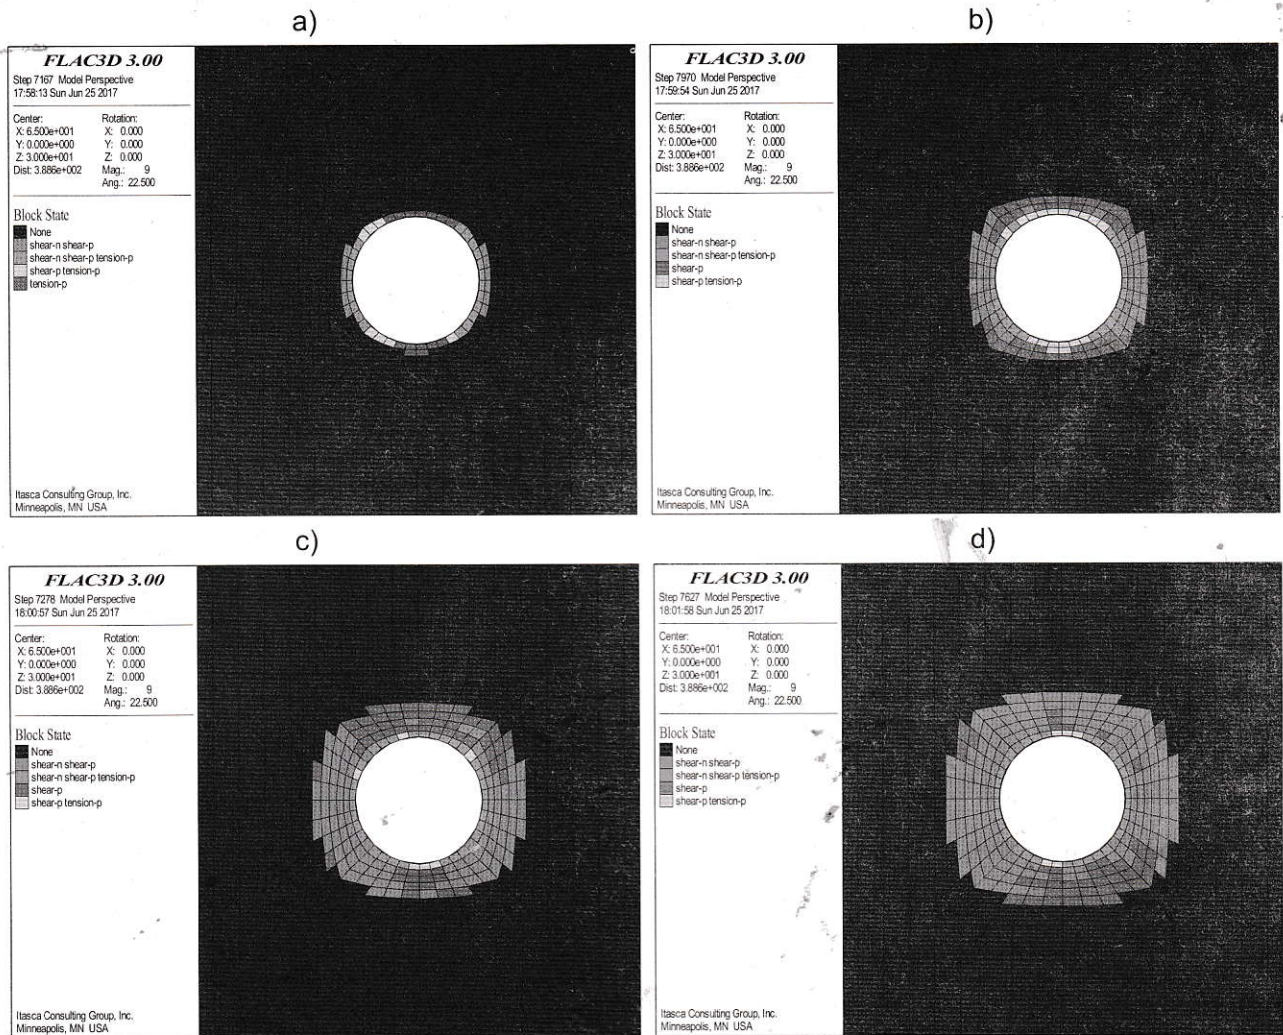 a)
FLAC3D 3.00
Step 7167 Model Perspective
17:58:13 Sun Jun 25 2017
Center: Rotation:
X: 6.500e+001 X: 0.000
Y: 0.000e+000 Y: 0.000
Z: 3.000e+001 Z: 0.000
Dist: 3.886e+002 Mag.: 9
Ang.: 22.500
Block State
None
shear-n shear-p
shear-n shear-p tension-p
shear-p tension-p
tension-p
Itasca Consulting Group, Inc.
Minneapolis, MN USA
b)
FLAC3D 3.00
Step 7970 Model Perspective
17:59:54 Sun Jun 25 2017
Center: Rotation:
X: 6.500e+001 X: 0.000
Y: 0.000e+000 Y: 0.000
Z: 3.000e+001 Z: 0.000
Dist: 3.886e+002 Mag.: 9
Ang.: 22.500
Block State
None
shear-n shear-p
shear-n shear-p tension-p
shear-p
shear-p tension-p
Itasca Consulting Group, Inc.
Minneapolis, MN USA
c)
FLAC3D 3.00
Step 7278 Model Perspective
18:00:57 Sun Jun 25 2017
Center: Rotation:
X: 6.500e+001 X: 0.000
Y: 0.000e+000 Y: 0.000
Z: 3.000e+001 Z: 0.000
Dist: 3.886e+002 Mag.: 9
Ang.: 22.500
Block State
None
shear-n shear-p
shear-n shear-p tension-p
shear-p
shear-p tension-p
Itasca Consulting Group, Inc.
Minneapolis, MN USA
d)
FLAC3D 3.00
Step 7627 Model Perspective
18:01:58 Sun Jun 25 2017
Center: Rotation:
X: 6.500e+001 X: 0.000
Y: 0.000e+000 Y: 0.000
Z: 3.000e+001 Z: 0.000
Dist: 3.886e+002 Mag.: 9
Ang.: 22.500
Block State
None
shear-n shear-p
shear-n shear-p tension-p
shear-p
shear-p tension-p
Itasca Consulting Group, Inc.
Minneapolis, MN USA